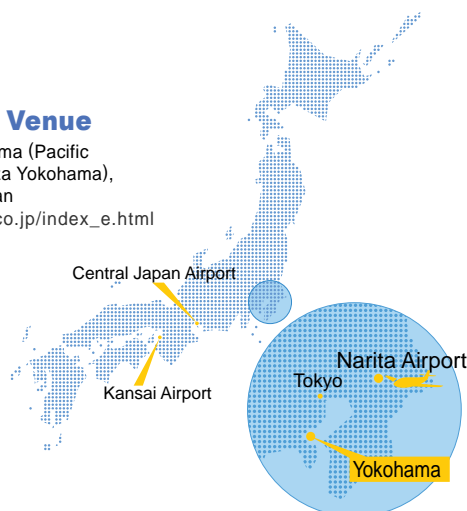 Venue
ma (Pacific
a Yokohama),
an
co.jp/index_e.html
Central Japan Airport
Kansai Airport
Narita Airport
Tokyo
Yokohama